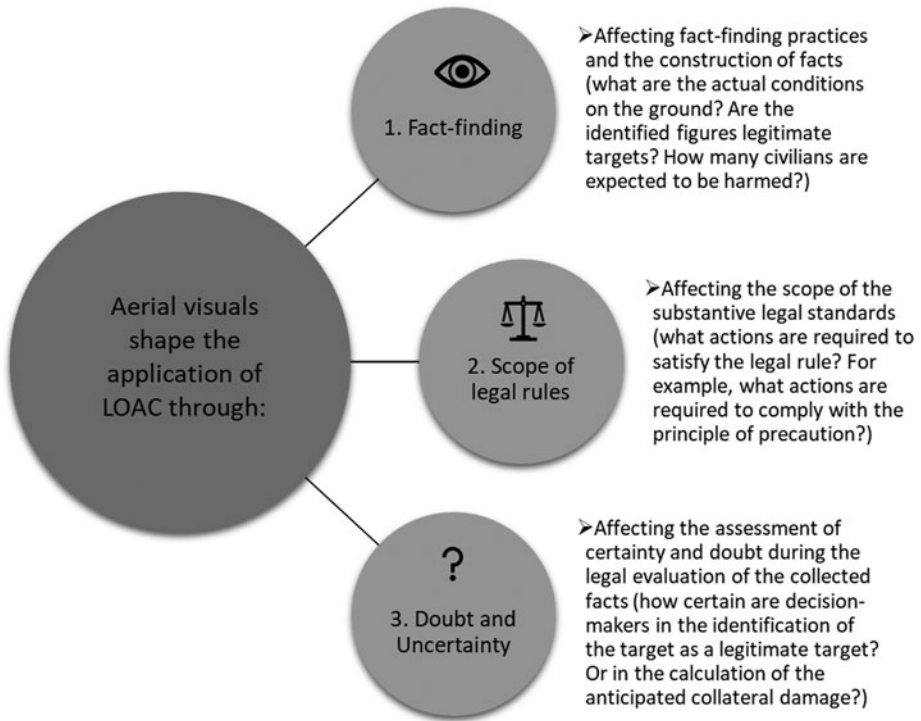 Aerial visuals
shape the
application of
LOAC through:
1. Fact-finding
➢Affecting fact-finding practices
and the construction of facts
(what are the actual conditions
on the ground? Are the
identified figures legitimate
targets? How many civilians are
expected to be harmed?)
2. Scope of
legal rules
➢Affecting the scope of the
substantive legal standards
(what actions are required to
satisfy the legal rule? For
example, what actions are
required to comply with the
principle of precaution?)
?
3. Doubt and
Uncertainty
➢Affecting the assessment of
certainty and doubt during the
legal evaluation of the collected
facts (how certain are decision-
makers in the identification of
the target as a legitimate target?
Or in the calculation of the
anticipated collateral damage?)